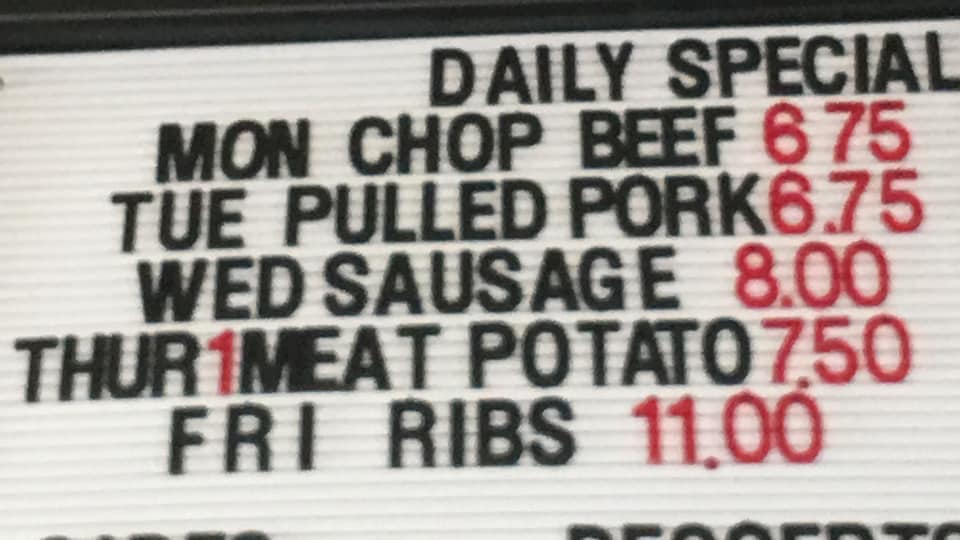 DAILY SPECIAL
MON CHOP BEEF 6 75
TUE PULLED PORK 6.75
WED SAUSAGE 8.00
THUR 1 MEAT POTATO 7.50
FRI RIBS 11.00
DESSERTS